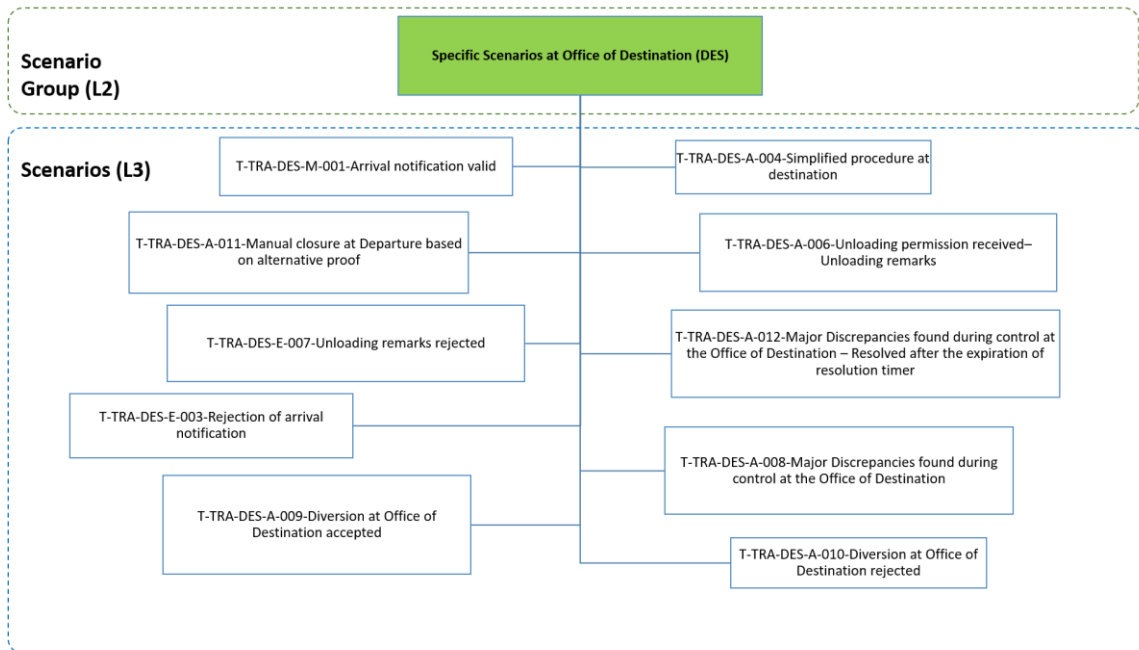 Specific Scenarios at Office of Destination (DES)
Scenario
Group (L2)
Scenarios (L3)
T-TRA-DES-M-001-Arrival notification valid
T-TRA-DES-A-004-Simplified procedure at
destination
T-TRA-DES-A-011-Manual closure at Departure based
on alternative proof
T-TRA-DES-A-006-Unloading permission received–
Unloading remarks
T-TRA-DES-E-007-Unloading remarks rejected
T-TRA-DES-A-012-Major Discrepancies found during control at
the Office of Destination – Resolved after the expiration of
resolution timer
T-TRA-DES-E-003-Rejection of arrival
notification
T-TRA-DES-A-008-Major Discrepancies found during
control at the Office of Destination
T-TRA-DES-A-009-Diversion at Office of
Destination accepted
T-TRA-DES-A-010-Diversion at Office of
Destination rejected